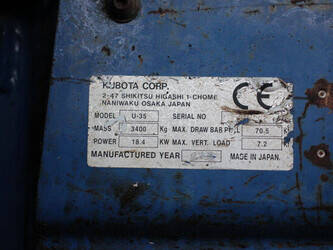 KUBOTA CORP.
2-47 SHIKITSU HIGASHI 1-CHOME
NANIWAKU OSAKA JAPAN
CE
MODEL U-35 SERIAL NO
MASS 3400 Kg MAX. DRAW BAR PULL 70.5
POWER 18.4 KW MAX. VERT. LOAD 7.2
MANUFACTURED YEAR MADE IN JAPAN.